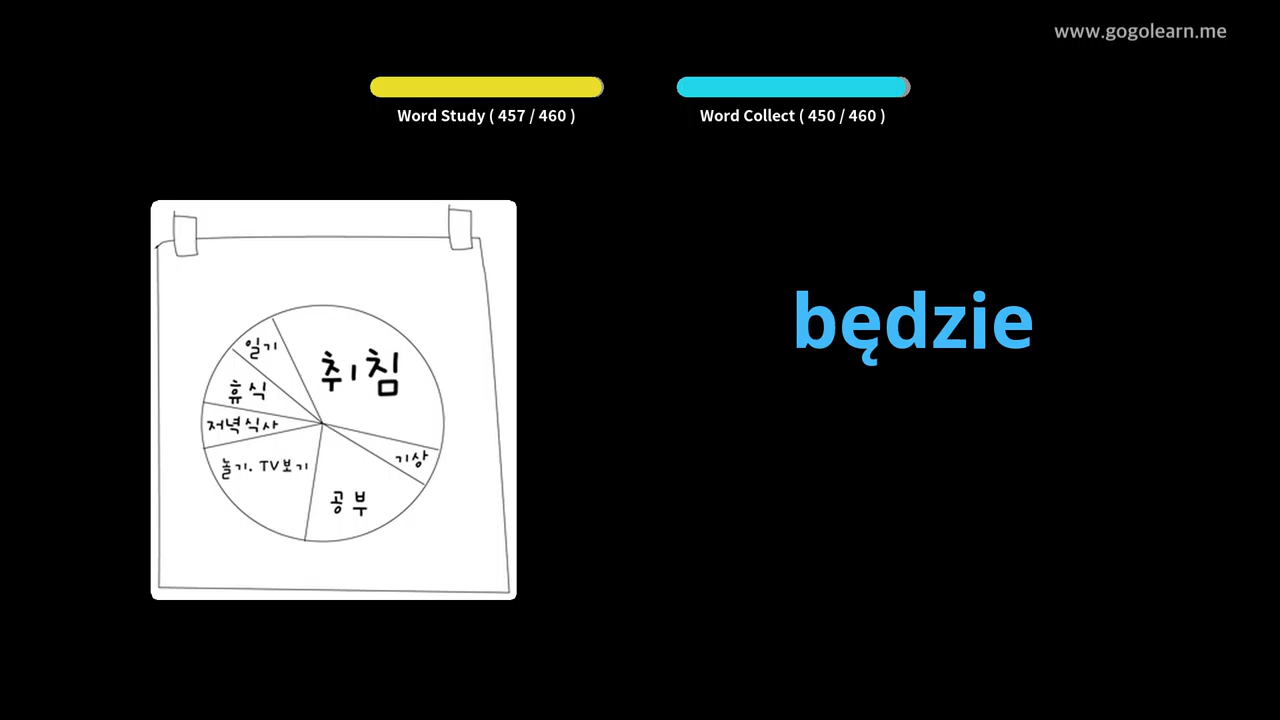 www.gogolearn.me
Word Study ( 457 / 460 )
Word Collect ( 450 / 460 )
będzie
일기
취침
휴식
저녁식사
놀기. TV보기
기상
공부